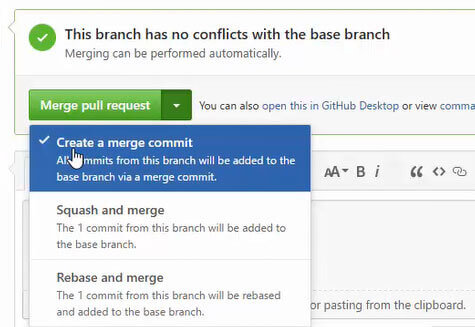 This branch has no conflicts with the base branch
Merging can be performed automatically.
Merge pull request
You can also open this in GitHub Desktop or view comma
Create a merge commit
All commits from this branch will be added to the
base branch via a merge commit.
AA B i “ <>
Squash and merge
The 1 commit from this branch will be added to
the base branch.
Rebase and merge
The 1 commit from this branch will be rebased
and added to the base branch.
or pasting from the clipboard.